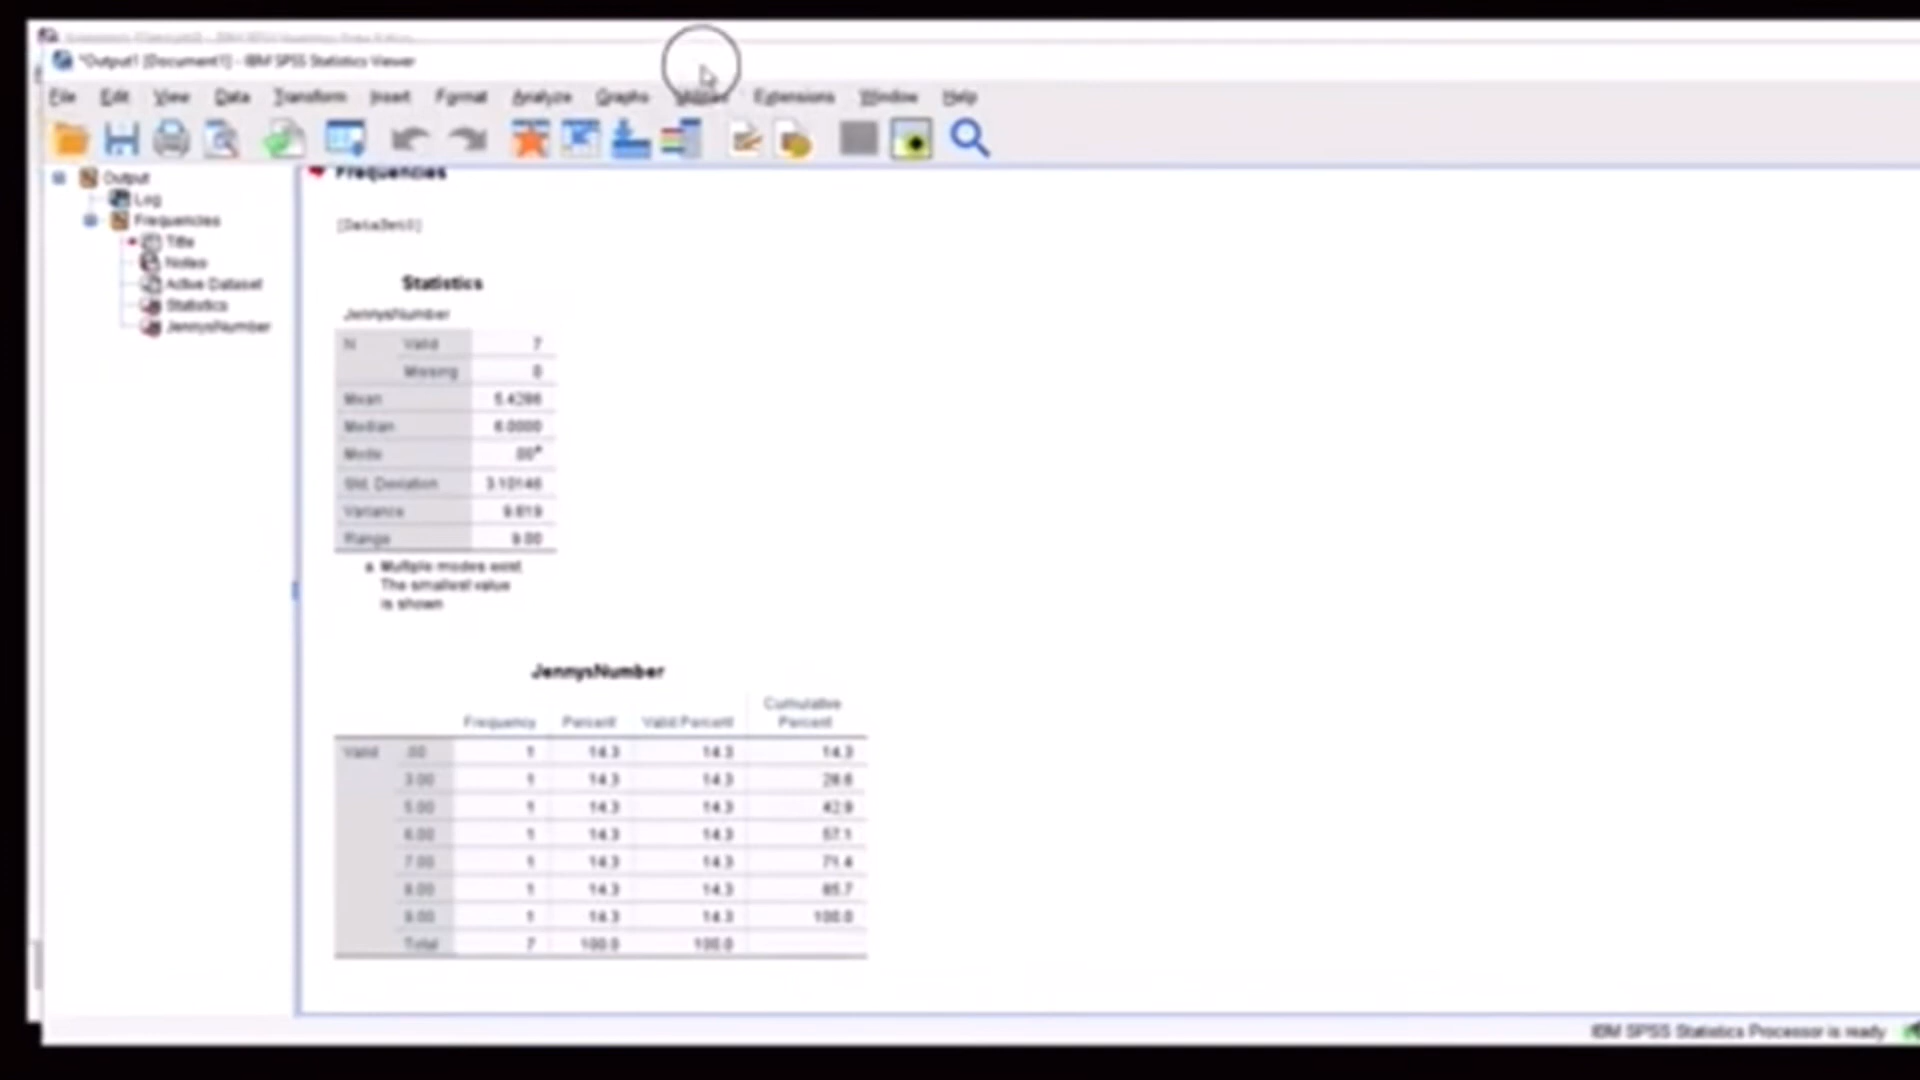 *Output1 [Document1] - IBM SPSS Statistics Viewer
File Edit View Data Transform Insert Format Analyze Graphs Utilities Extensions Window Help
Output
Log
Frequencies
Title
Notes
Active Dataset
Statistics
JennysNumber
Frequencies
[DataSet0]
Statistics
JennysNumber
N Valid 7
Missing 0
Mean 5.4286
Median 6.0000
Mode .00ᵃ
Std. Deviation 3.10146
Variance 9.619
Range 9.00
a. Multiple modes exist.
The smallest value
is shown
JennysNumber
Frequency Percent Valid Percent Cumulative Percent
Valid .00 1 14.3 14.3 14.3
3.00 1 14.3 14.3 28.6
5.00 1 14.3 14.3 42.9
6.00 1 14.3 14.3 57.1
7.00 1 14.3 14.3 71.4
8.00 1 14.3 14.3 85.7
9.00 1 14.3 14.3 100.0
Total 7 100.0 100.0
IBM SPSS Statistics Processor is ready